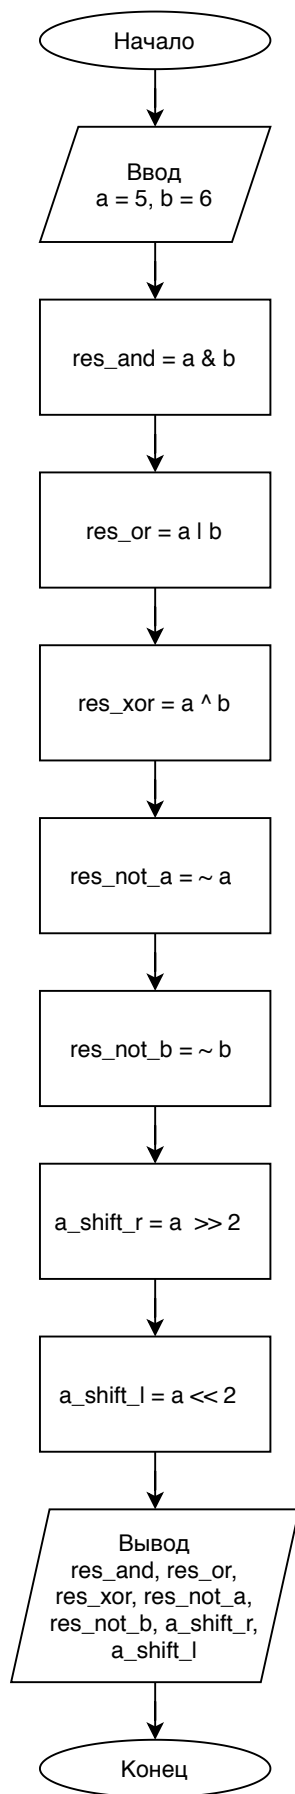 Начало
Ввод
a = 5, b = 6
res_and = a & b
res_or = a | b
res_xor = a ^ b
res_not_a = ~ a
res_not_b = ~ b
a_shift_r = a >> 2
a_shift_l = a << 2
Вывод
res_and, res_or,
res_xor, res_not_a,
res_not_b, a_shift_r,
a_shift_l
Конец